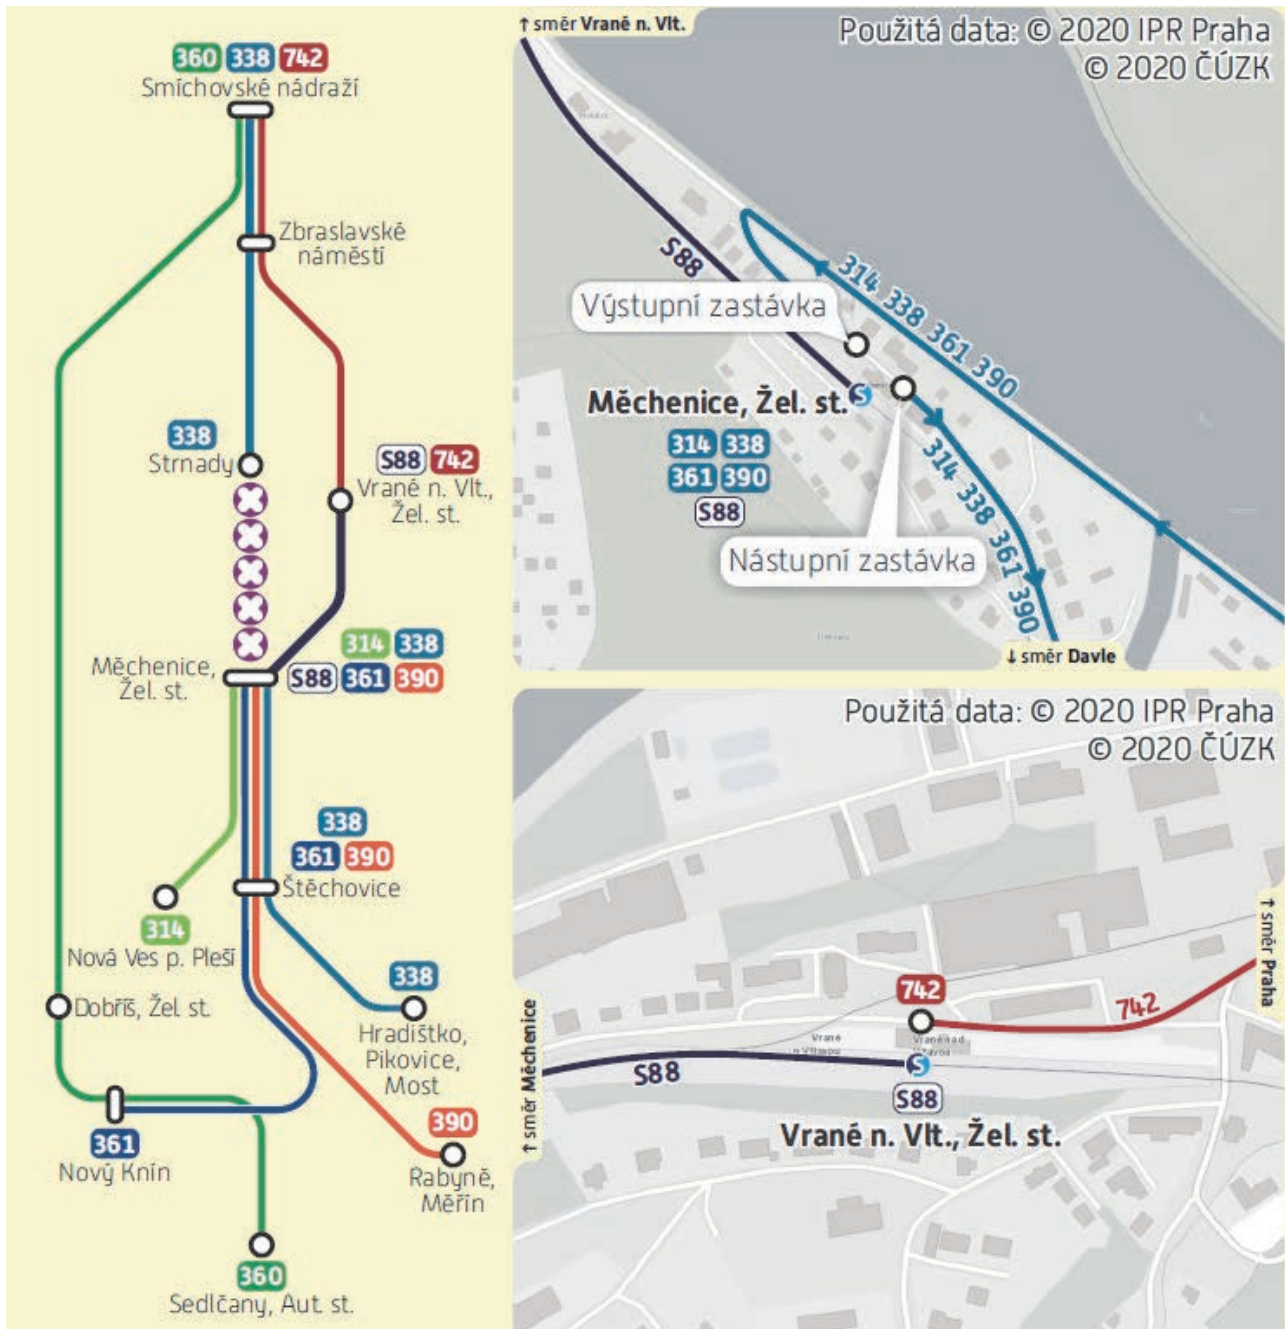 360 338 742
Smíchovské nádraží
Zbraslavské
náměstí
338
Strnady
S88 742
Vrané n. Vlt.,
Žel. st.
314 338
Měchenice,
Žel. st.
S88 361 390
338
361 390
Štěchovice
314
Nová Ves p. Pleší
Dobříš, Žel. st.
338
Hradištko,
Pikovice,
Most
361
Nový Knín
390
Rabyně,
Měřín
360
Sedlčany, Aut. st.
↑ směr Vrané n. Vlt.
Použitá data: © 2020 IPR Praha
© 2020 ČÚZK
S88
314 338 361 390
Výstupní zastávka
Měchenice, Žel. st.
S
314 338
361 390
S88
314 338 361 390
Nástupní zastávka
↓ směr Davle
Použitá data: © 2020 IPR Praha
© 2020 ČÚZK
↑ směr Praha
742
742
Vrané
n.Vltavou
Vrané nad
↑ směr Měchenice
S88
S
S88
Vrané n. Vlt., Žel. st.